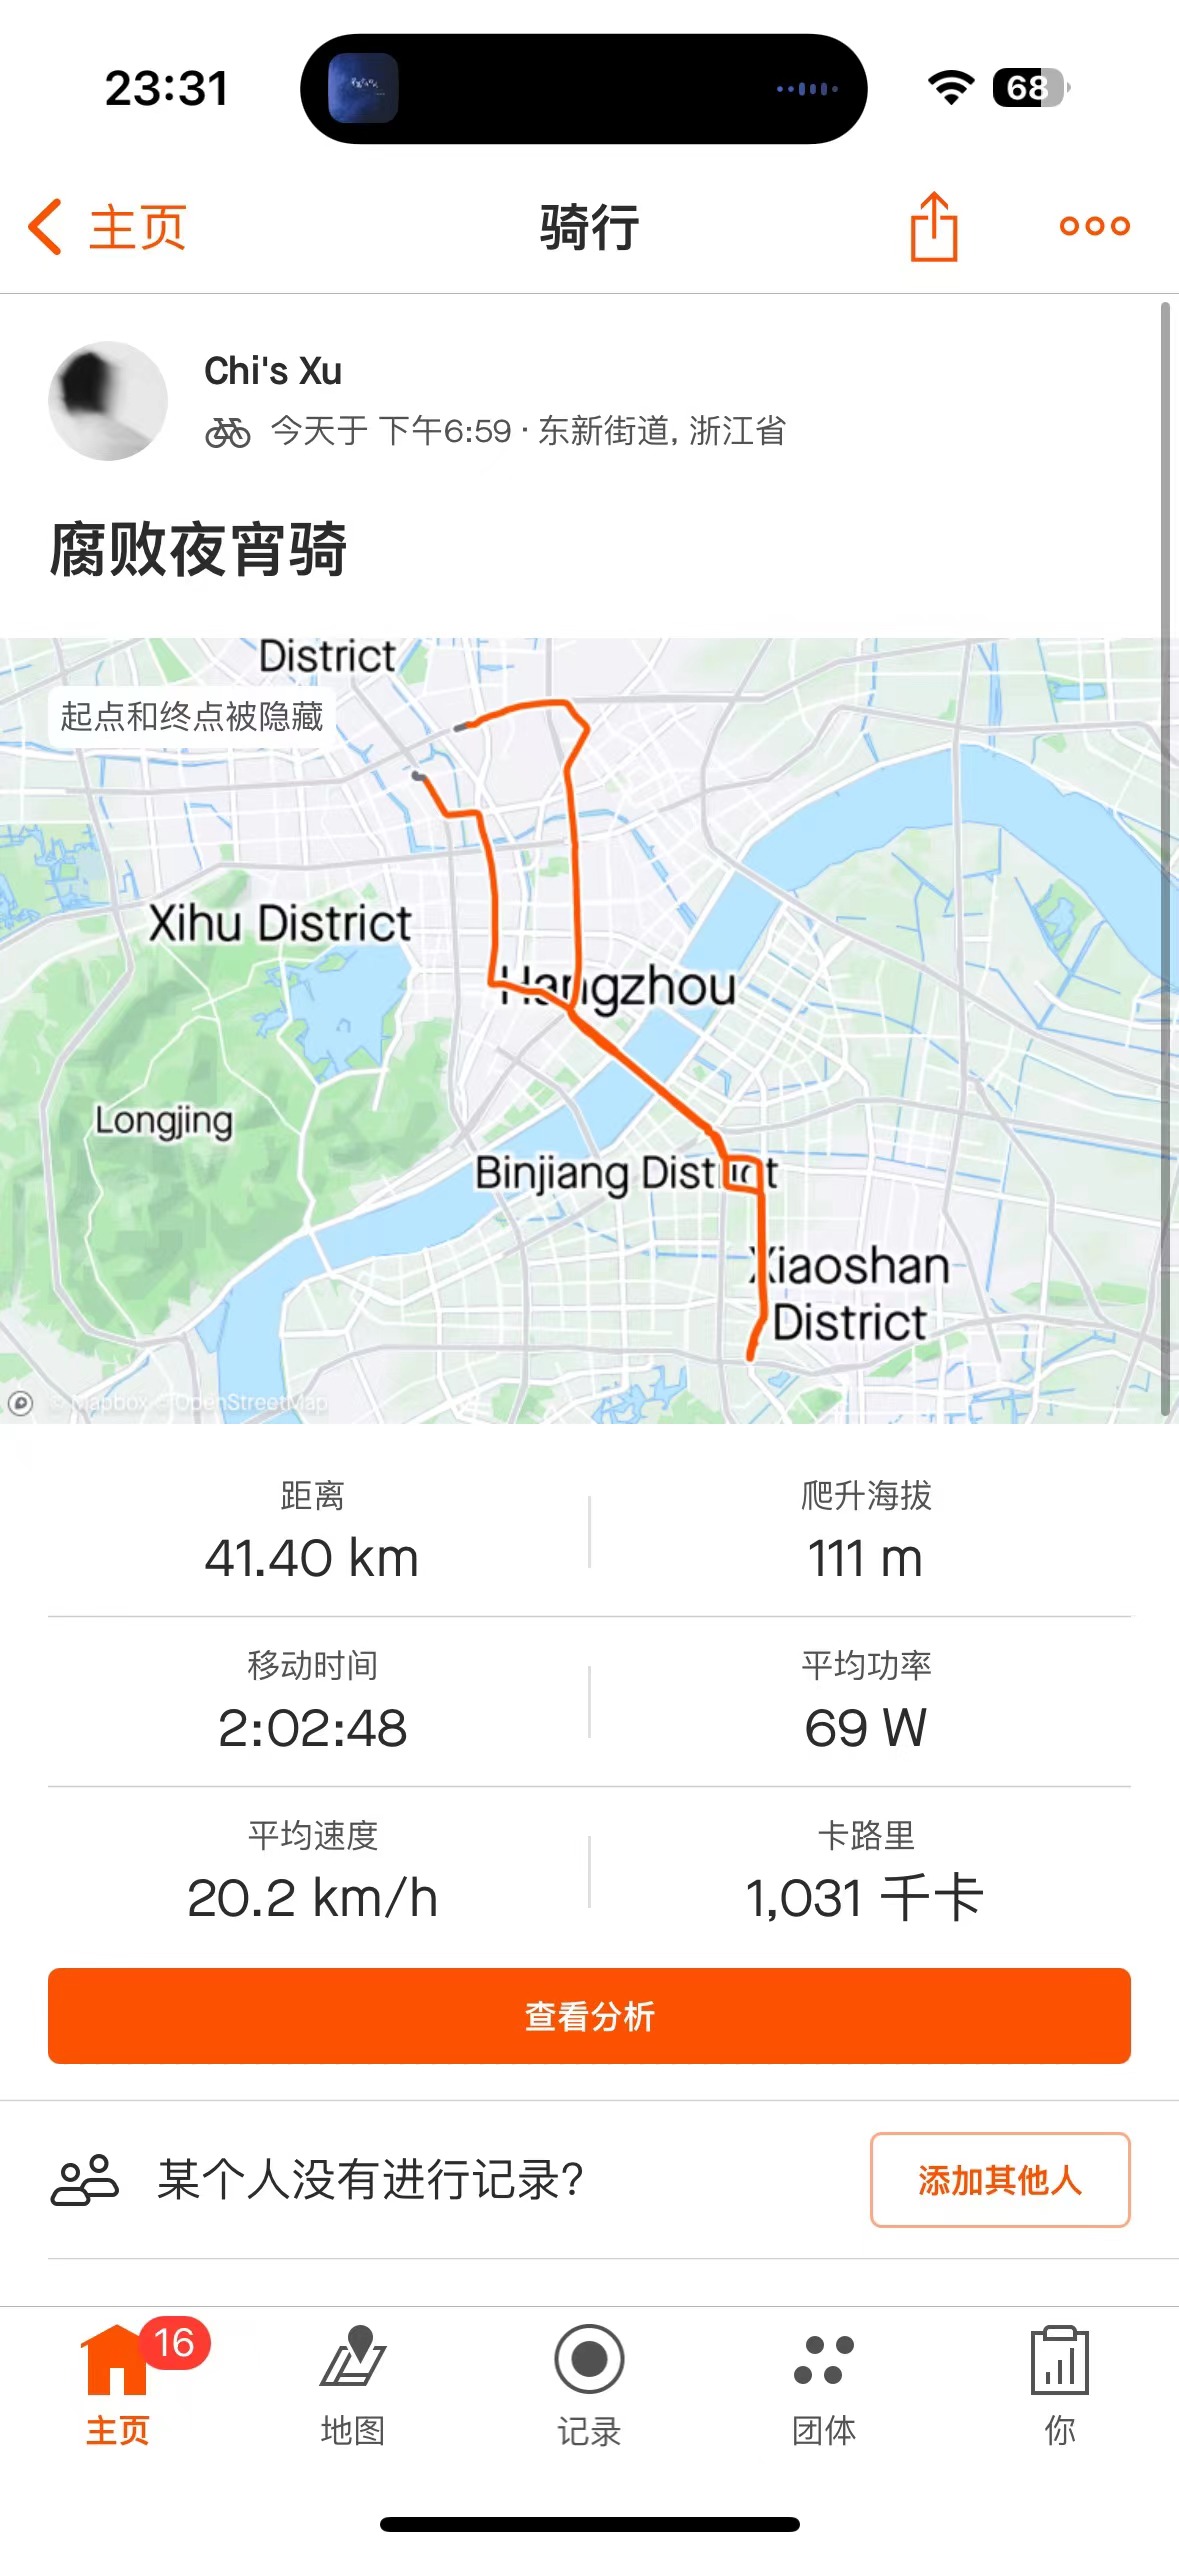 23:31
68
主页
骑行
Chi's Xu
今天于 下午6:59 · 东新街道, 浙江省
腐败夜宵骑
District
起点和终点被隐藏
Xihu District
Hangzhou
Longjing
Binjiang District
Xiaoshan
District
© Mapbox © OpenStreetMap
距离
爬升海拔
41.40 km
111 m
移动时间
平均功率
2:02:48
69 W
平均速度
卡路里
20.2 km/h
1,031 千卡
查看分析
某个人没有进行记录?
添加其他人
16
主页
地图
记录
团体
你